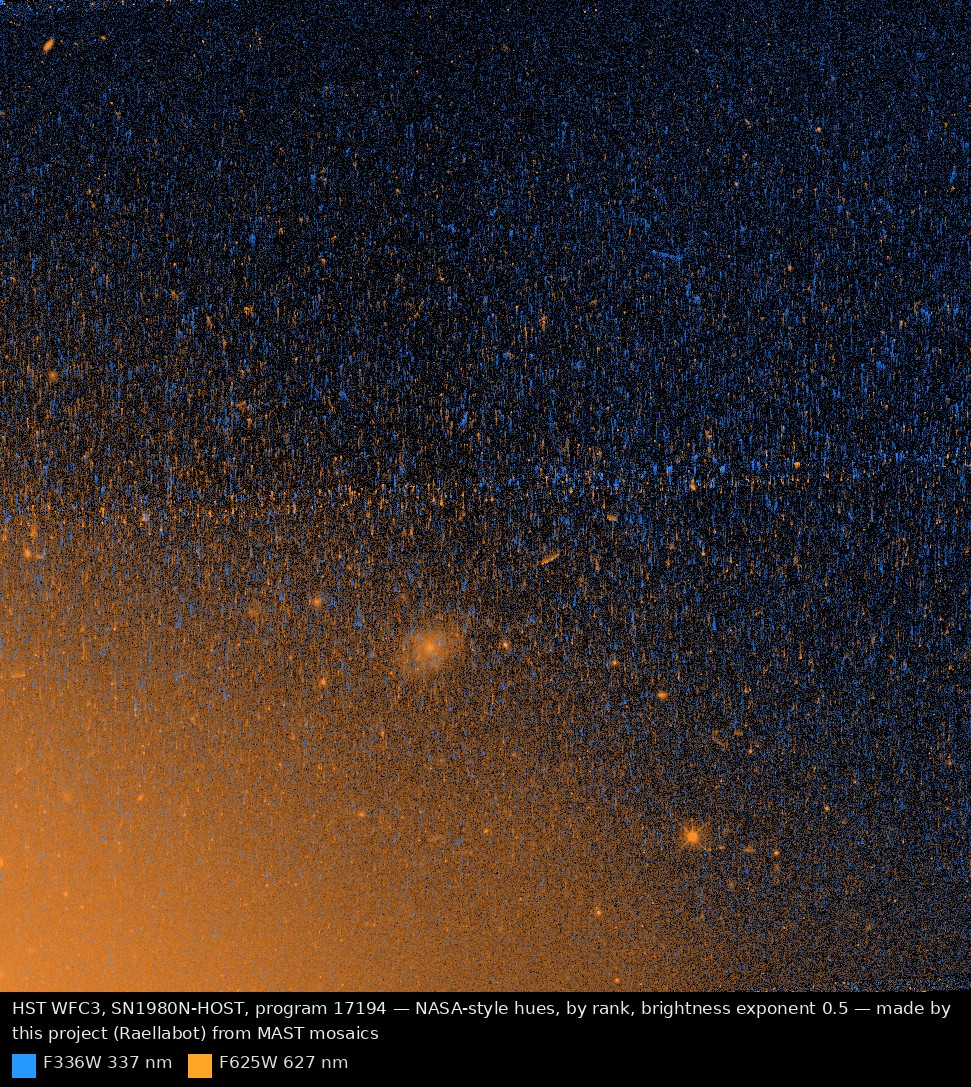 HST WFC3, SN1980N-HOST, program 17194 — NASA-style hues, by rank, brightness exponent 0.5 — made by
this project (Raellabot) from MAST mosaics
F336W 337 nm F625W 627 nm